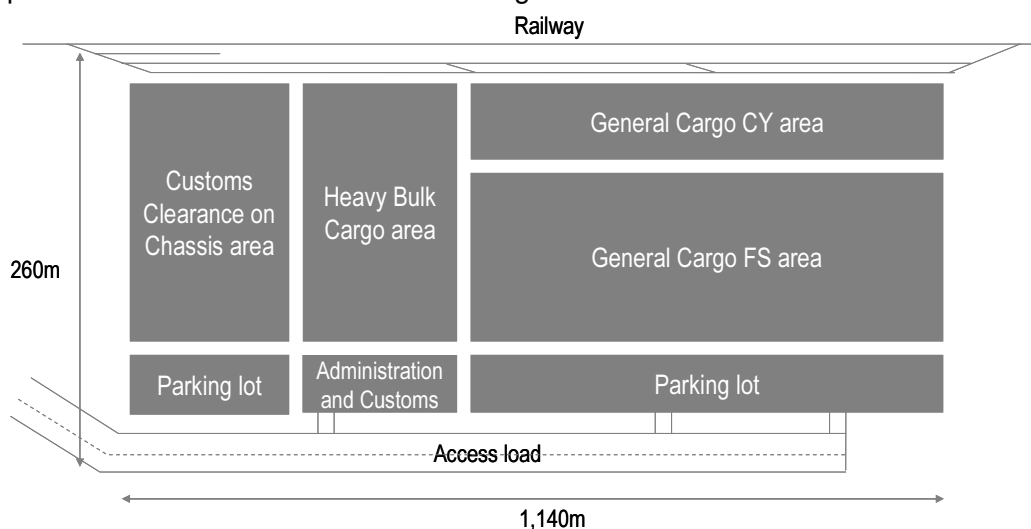 Railway
General Cargo CY area
Customs
Clearance on
Chassis area
Heavy Bulk
Cargo area
General Cargo FS area
260m
Parking lot
Administration
and Customs
Parking lot
Access load
1,140m